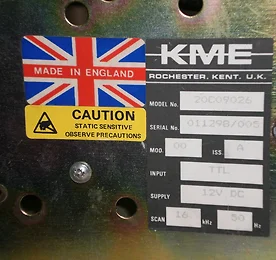 MADE IN ENGLAND
CAUTION
STATIC SENSITIVE
OBSERVE PRECAUTIONS
KME
ROCHESTER. KENT. U.K.
MODEL No. 20C09026
SERIAL No. 011298/005
MOD. 00 ISS. A
INPUT TTL
SUPPLY 12V DC
SCAN 16 kHz 50 Hz